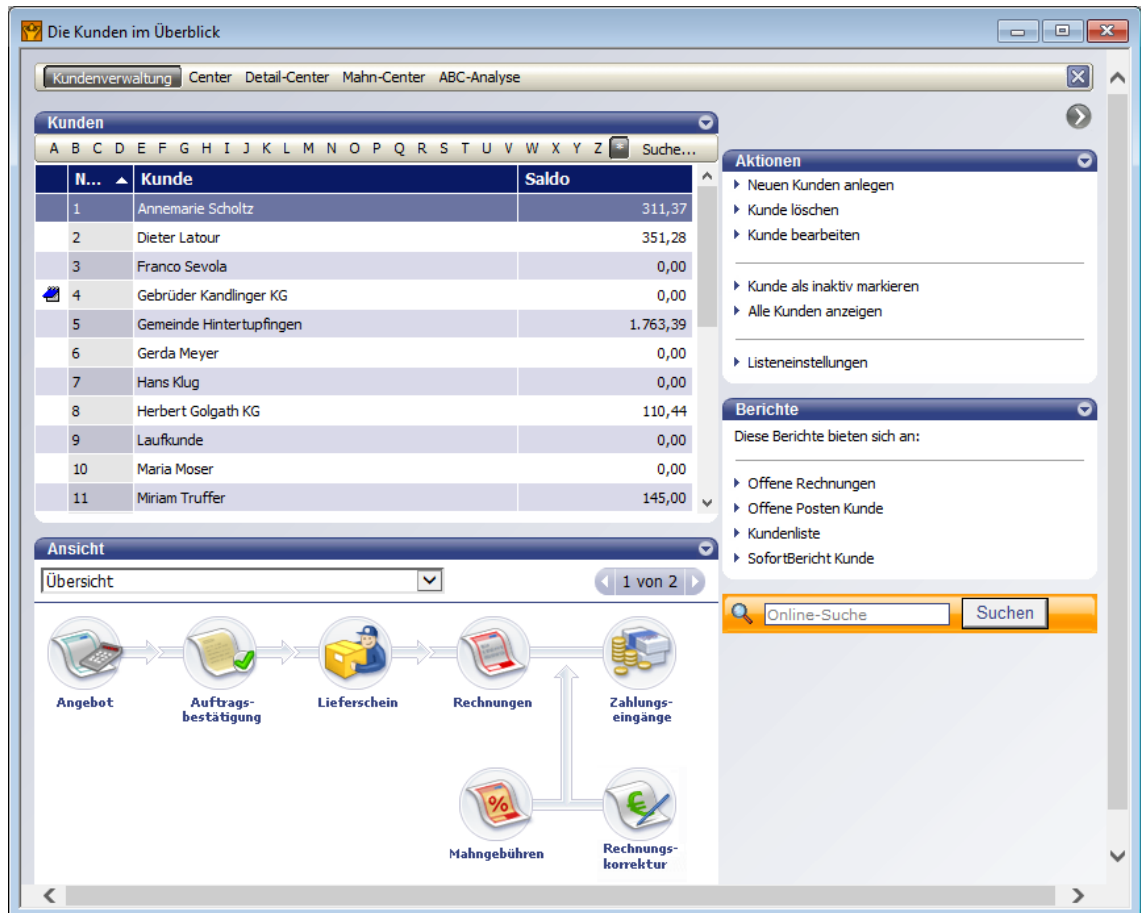 Die Kunden im Überblick
Kundenverwaltung Center Detail-Center Mahn-Center ABC-Analyse
Kunden
A B C D E F G H I J K L M N O P Q R S T U V W X Y Z * Suche...
N... Kunde Saldo
1 Annemarie Scholtz 311,37
2 Dieter Latour 351,28
3 Franco Sevola 0,00
4 Gebrüder Kandlinger KG 0,00
5 Gemeinde Hintertupfingen 1.763,39
6 Gerda Meyer 0,00
7 Hans Klug 0,00
8 Herbert Golgath KG 110,44
9 Laufkunde 0,00
10 Maria Moser 0,00
11 Miriam Truffer 145,00
Aktionen
Neuen Kunden anlegen
Kunde löschen
Kunde bearbeiten
Kunde als inaktiv markieren
Alle Kunden anzeigen
Listeneinstellungen
Berichte
Diese Berichte bieten sich an:
Offene Rechnungen
Offene Posten Kunde
Kundenliste
SofortBericht Kunde
Online-Suche Suchen
Ansicht
Übersicht 1 von 2
Angebot
Auftrags-
bestätigung
Lieferschein
Rechnungen
Zahlungs-
eingänge
%
Mahngebühren
€
Rechnungs-
korrektur